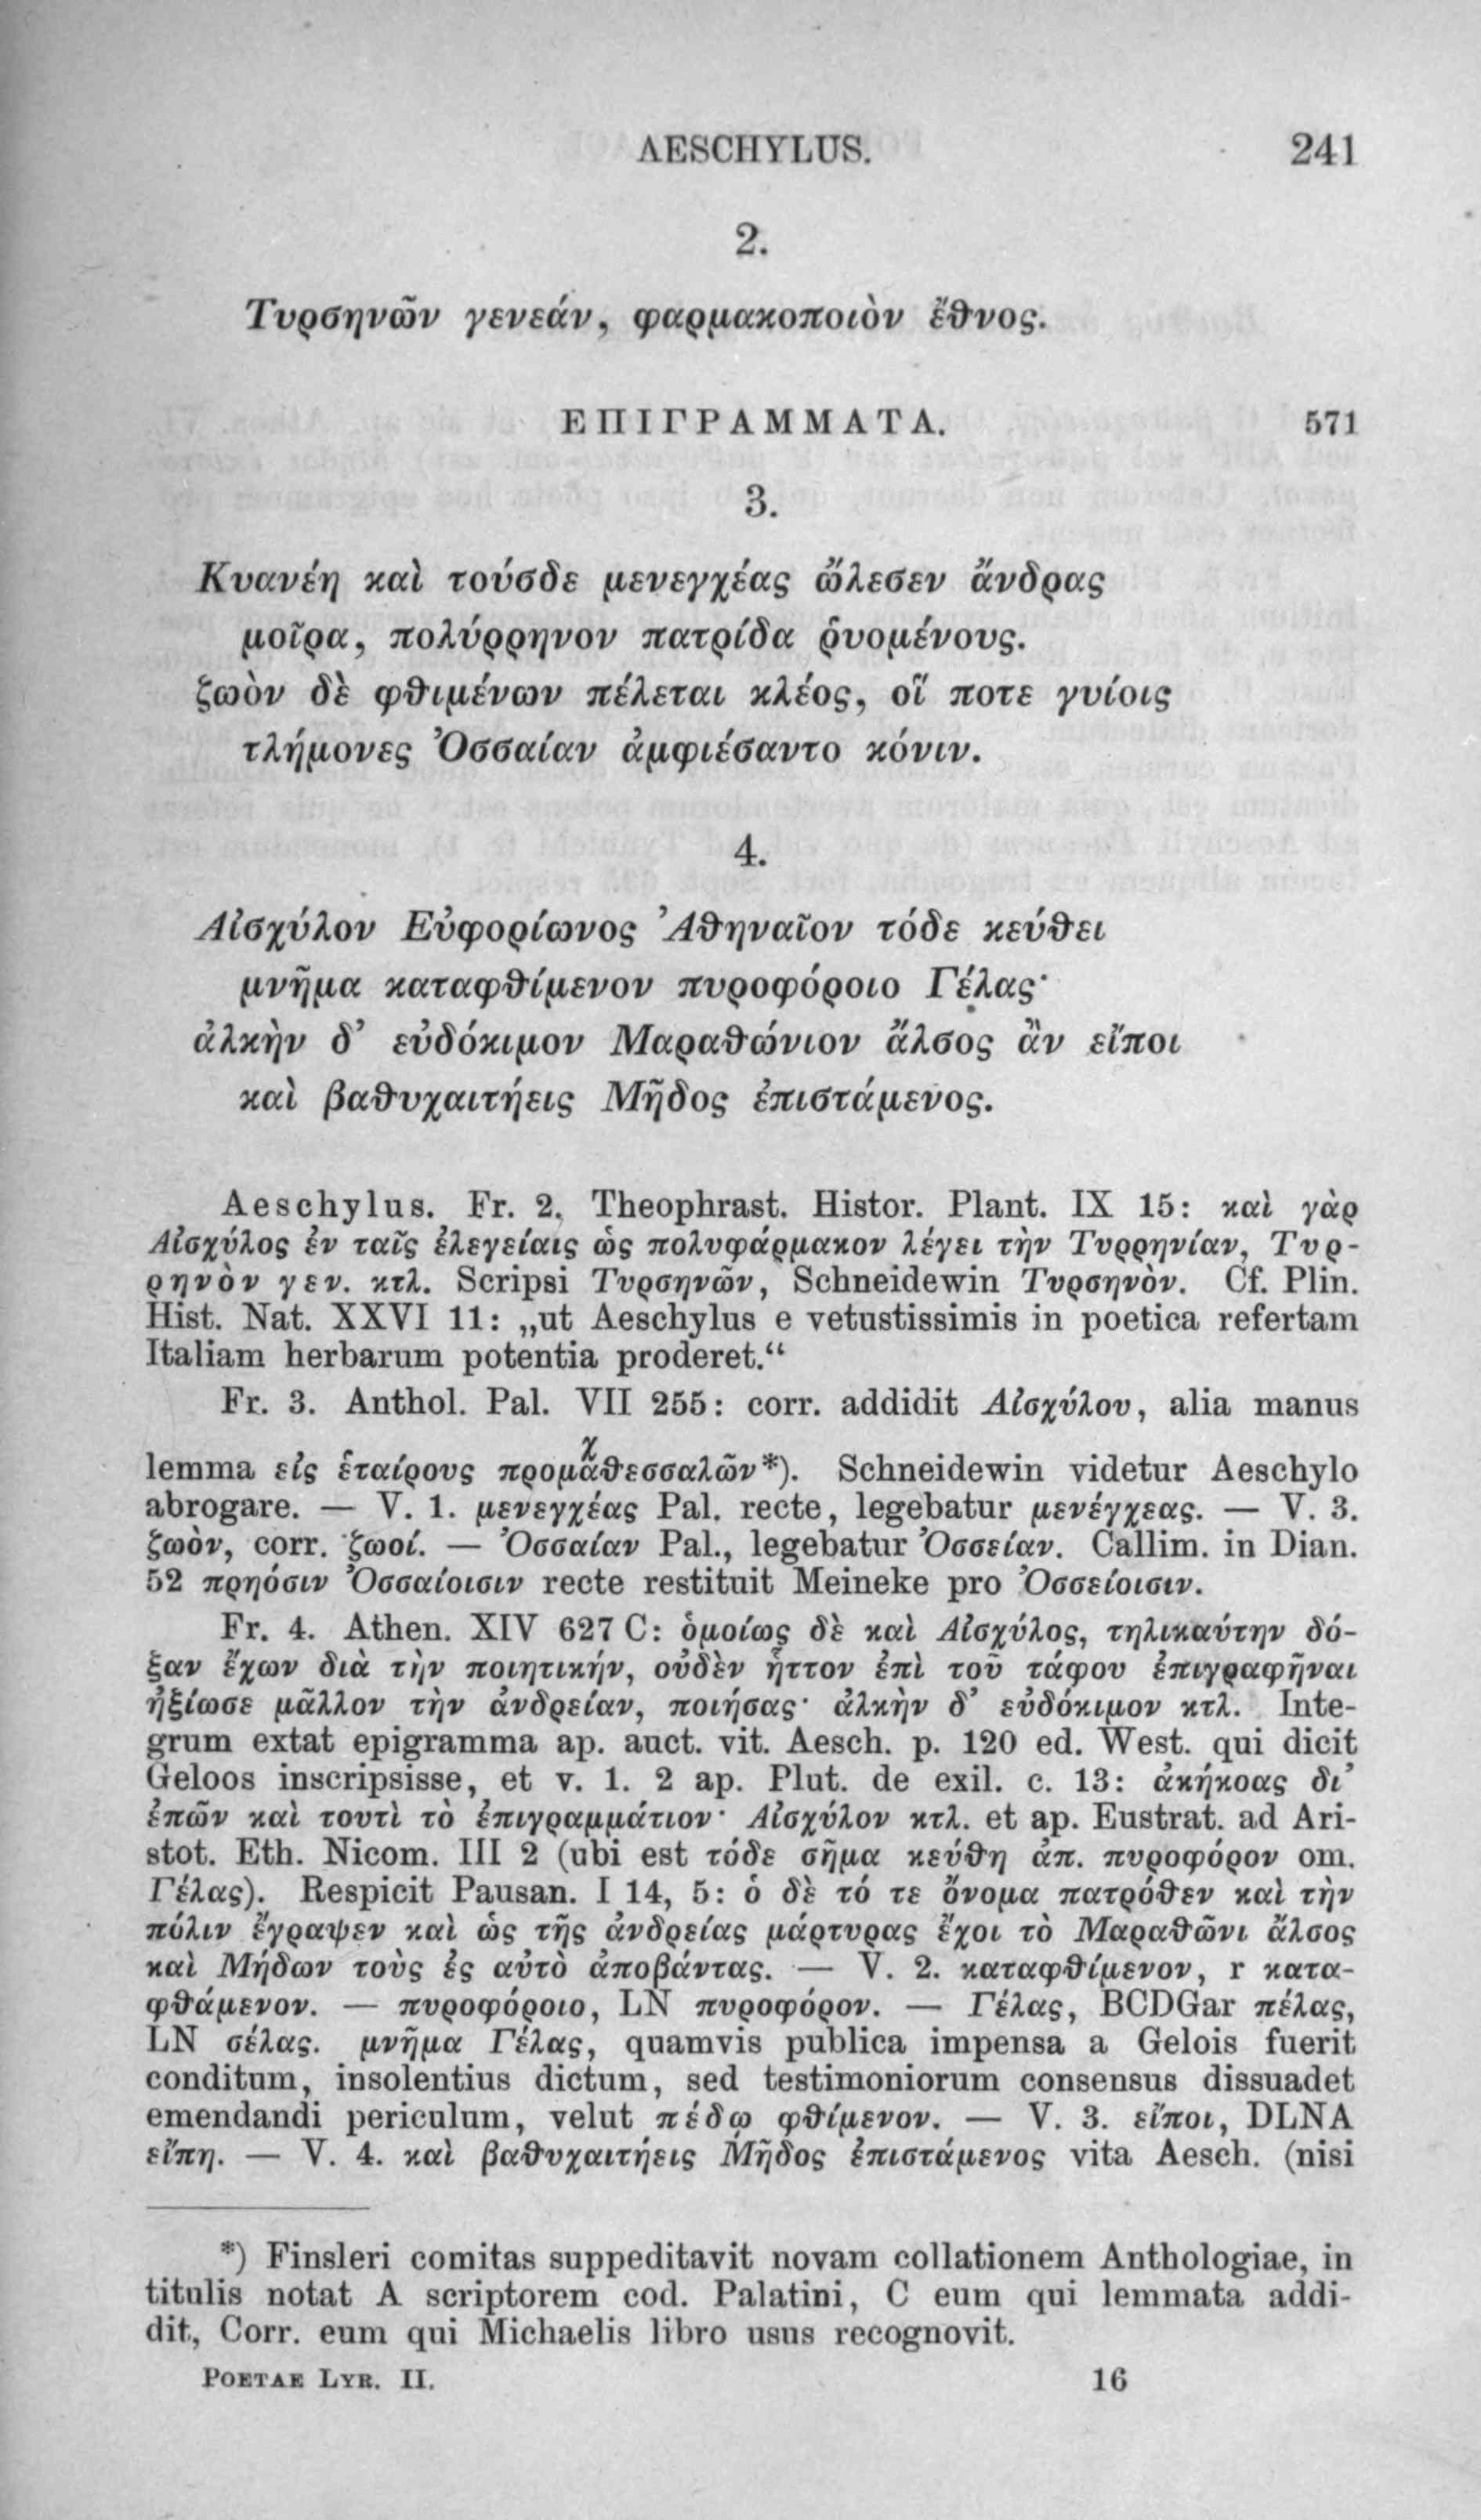 AESCHYLUS. 241
2.
Τυρσηνῶν γενεάν, φαρμακοποιὸν ἔθνος.
ΕΠΙΓΡΑΜΜΑΤΑ. 571
3.
Κυανέη καὶ τούσδε μενεγχέας ὤλεσεν ἄνδρας
μοῖρα, πολύρρηνον πατρίδα ῥυομένους.
ζωὸν δὲ φθιμένων πέλεται κλέος, οἵ ποτε γυίοις
τλήμονες Ὀσσαίαν ἀμφιέσαντο κόνιν.
4.
Αἰσχύλον Εὐφορίωνος Ἀθηναῖον τόδε κεύθει
μνῆμα καταφθίμενον πυροφόροιο Γέλας·
ἀλκὴν δ’ εὐδόκιμον Μαραθώνιον ἄλσος ἂν εἴποι
καὶ βαθυχαιτήεις Μῆδος ἐπιστάμενος.
Aeschylus. Fr. 2. Theophrast. Histor. Plant. IX 15: καὶ γὰρ
Αἰσχύλος ἐν ταῖς ἐλεγείαις ὡς πολυφάρμακον λέγει τὴν Τυρρηνίαν, Τυρ-
ρηνὸν γεν. κτλ. Scripsi Τυρσηνῶν, Schneidewin Τυρσηνὸν. Cf. Plin.
Hist. Nat. XXVI 11: „ut Aeschylus e vetustissimis in poetica refertam
Italiam herbarum potentia proderet.“
Fr. 3. Anthol. Pal. VII 255: corr. addidit Αἰσχύλου, alia manus
lemma εἰς ἑταίρους προμαχθεσσαλῶν*). Schneidewin videtur Aeschylo
abrogare. — V. 1. μενεγχέας Pal. recte, legebatur μενέγχεας. — V. 3.
ζωὸν, corr. ζωοί. — Ὀσσαίαν Pal., legebatur Ὀσσείαν. Callim. in Dian.
52 πρηόσιν Ὀσσαίοισιν recte restituit Meineke pro Ὀσσείοισιν.
Fr. 4. Athen. XIV 627 C: ὁμοίως δὲ καὶ Αἰσχύλος, τηλικαύτην δό-
ξαν ἔχων διὰ τὴν ποιητικήν, οὐδὲν ἧττον ἐπὶ τοῦ τάφου ἐπιγραφῆναι
ἠξίωσε μᾶλλον τὴν ἀνδρείαν, ποιήσας· ἀλκὴν δ’ εὐδόκιμον κτλ. Inte-
grum extat epigramma ap. auct. vit. Aesch. p. 120 ed. West. qui dicit
Geloos inscripsisse, et v. 1. 2 ap. Plut. de exil. c. 13: ἀκήκοας δι’
ἐπῶν καὶ τουτὶ τὸ ἐπιγραμμάτιον· Αἰσχύλον κτλ. et ap. Eustrat. ad Ari-
stot. Eth. Nicom. III 2 (ubi est τόδε σῆμα κεύθη ἀπ. πυροφόρον om.
Γέλας). Respicit Pausan. I 14, 5: ὁ δὲ τό τε ὄνομα πατρόθεν καὶ τὴν
πόλιν ἔγραψεν καὶ ὡς τῆς ἀνδρείας μάρτυρας ἔχοι τὸ Μαραθῶνι ἄλσος
καὶ Μήδων τοὺς ἐς αὐτὸ ἀποβάντας. — V. 2. καταφθίμενον, r κατα-
φθάμενον. — πυροφόροιο, LN πυροφόρον. — Γέλας, BCDGar πέλας,
LN σέλας. μνῆμα Γέλας, quamvis publica impensa a Gelois fuerit
conditum, insolentius dictum, sed testimoniorum consensus dissuadet
emendandi periculum, velut πέδῳ φθίμενον. — V. 3. εἴποι, DLNA
εἴπη. — V. 4. καὶ βαθυχαιτήεις Μῆδος ἐπιστάμενος vita Aesch. (nisi
*) Finsleri comitas suppeditavit novam collationem Anthologiae, in
titulis notat A scriptorem cod. Palatini, C eum qui lemmata addi-
dit, Corr. eum qui Michaelis libro usus recognovit.
POETAE LYR. II. 16